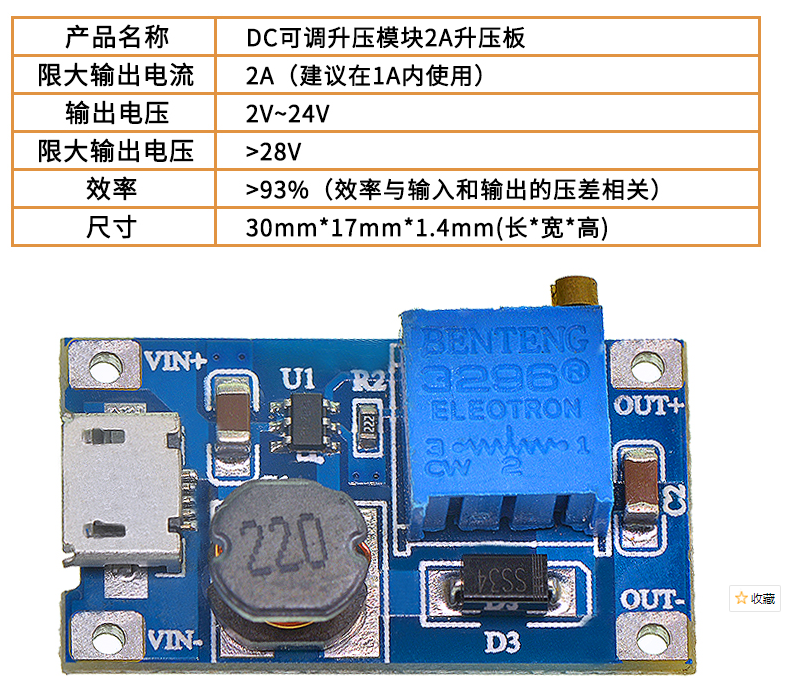 产品名称 DC可调升压模块2A升压板
限大输出电流 2A（建议在1A内使用）
输出电压 2V~24V
限大输出电压 >28V
效率 >93%（效率与输入和输出的压差相关）
尺寸 30mm*17mm*1.4mm(长*宽*高)
BENTENG
VIN+
U1
R2
3296®
ELEOTRON
OUT+
221
3 1
CW 2
C2
220
SS34
D3
收藏
OUT-
VIN-
D3